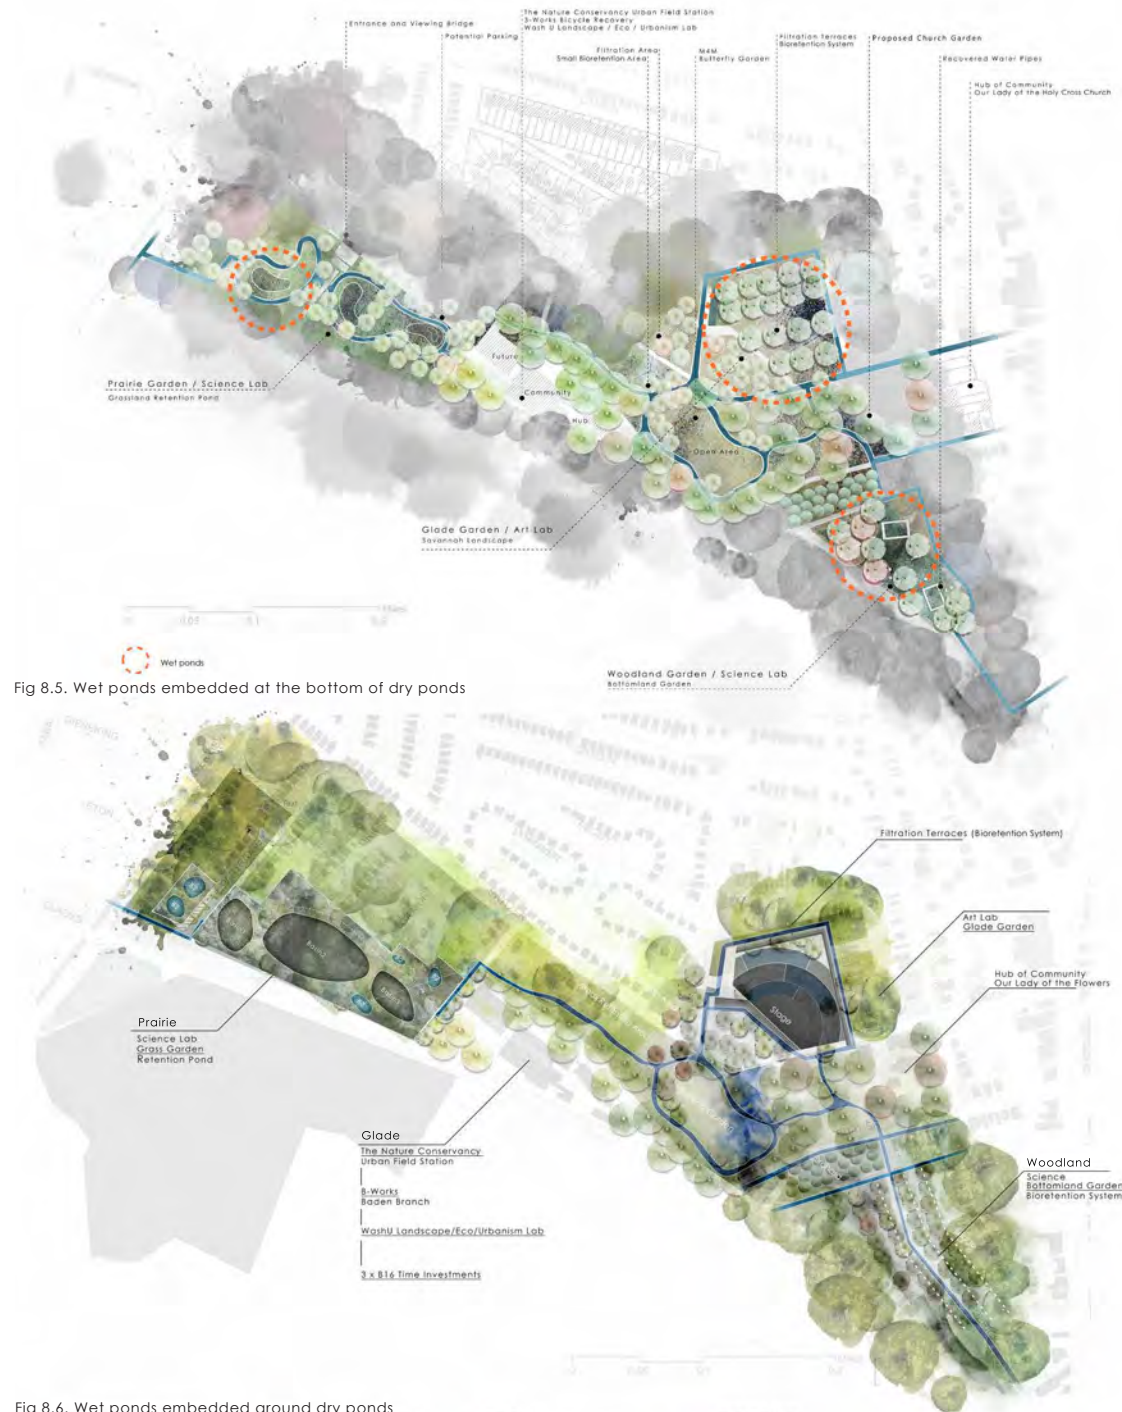 The Nature Conservancy Urban Field Station
Entrance and Viewing Bridge
Wash U Landscape / Eco / Urbanism Lab
Potential Parking
Filtration Area
Small Bioretention Area
M4M
Butterfly Garden
Filtration Terraces
Bioretention System
Proposed Church Garden
Recovered Water Pipes
Hub of Community
Our Lady of the Holy Cross Church
Future
Community
Hub
Open Area
Prairie Garden / Science Lab
Grassland Retention Pond
Glade Garden / Art Lab
Savannah Landscape
0.05
0.1
Wet ponds
Woodland Garden / Science Lab
Bottomland Garden
Fig 8.5. Wet ponds embedded at the bottom of dry ponds
Filtration Terraces (Bioretention System)
Art Lab
Glade Garden
Hub of Community
Our Lady of the Flowers
Stage
Prairie
Science Lab
Grass Garden
Retention Pond
Glade
The Nature Conservancy
Urban Field Station
B-Works
Baden Branch
WashU Landscape/Eco/Urbanism Lab
3 x B16 Time Investments
Woodland
Science
Bottomland Garden
Bioretention System
Fig 8.6. Wet ponds embedded around dry ponds